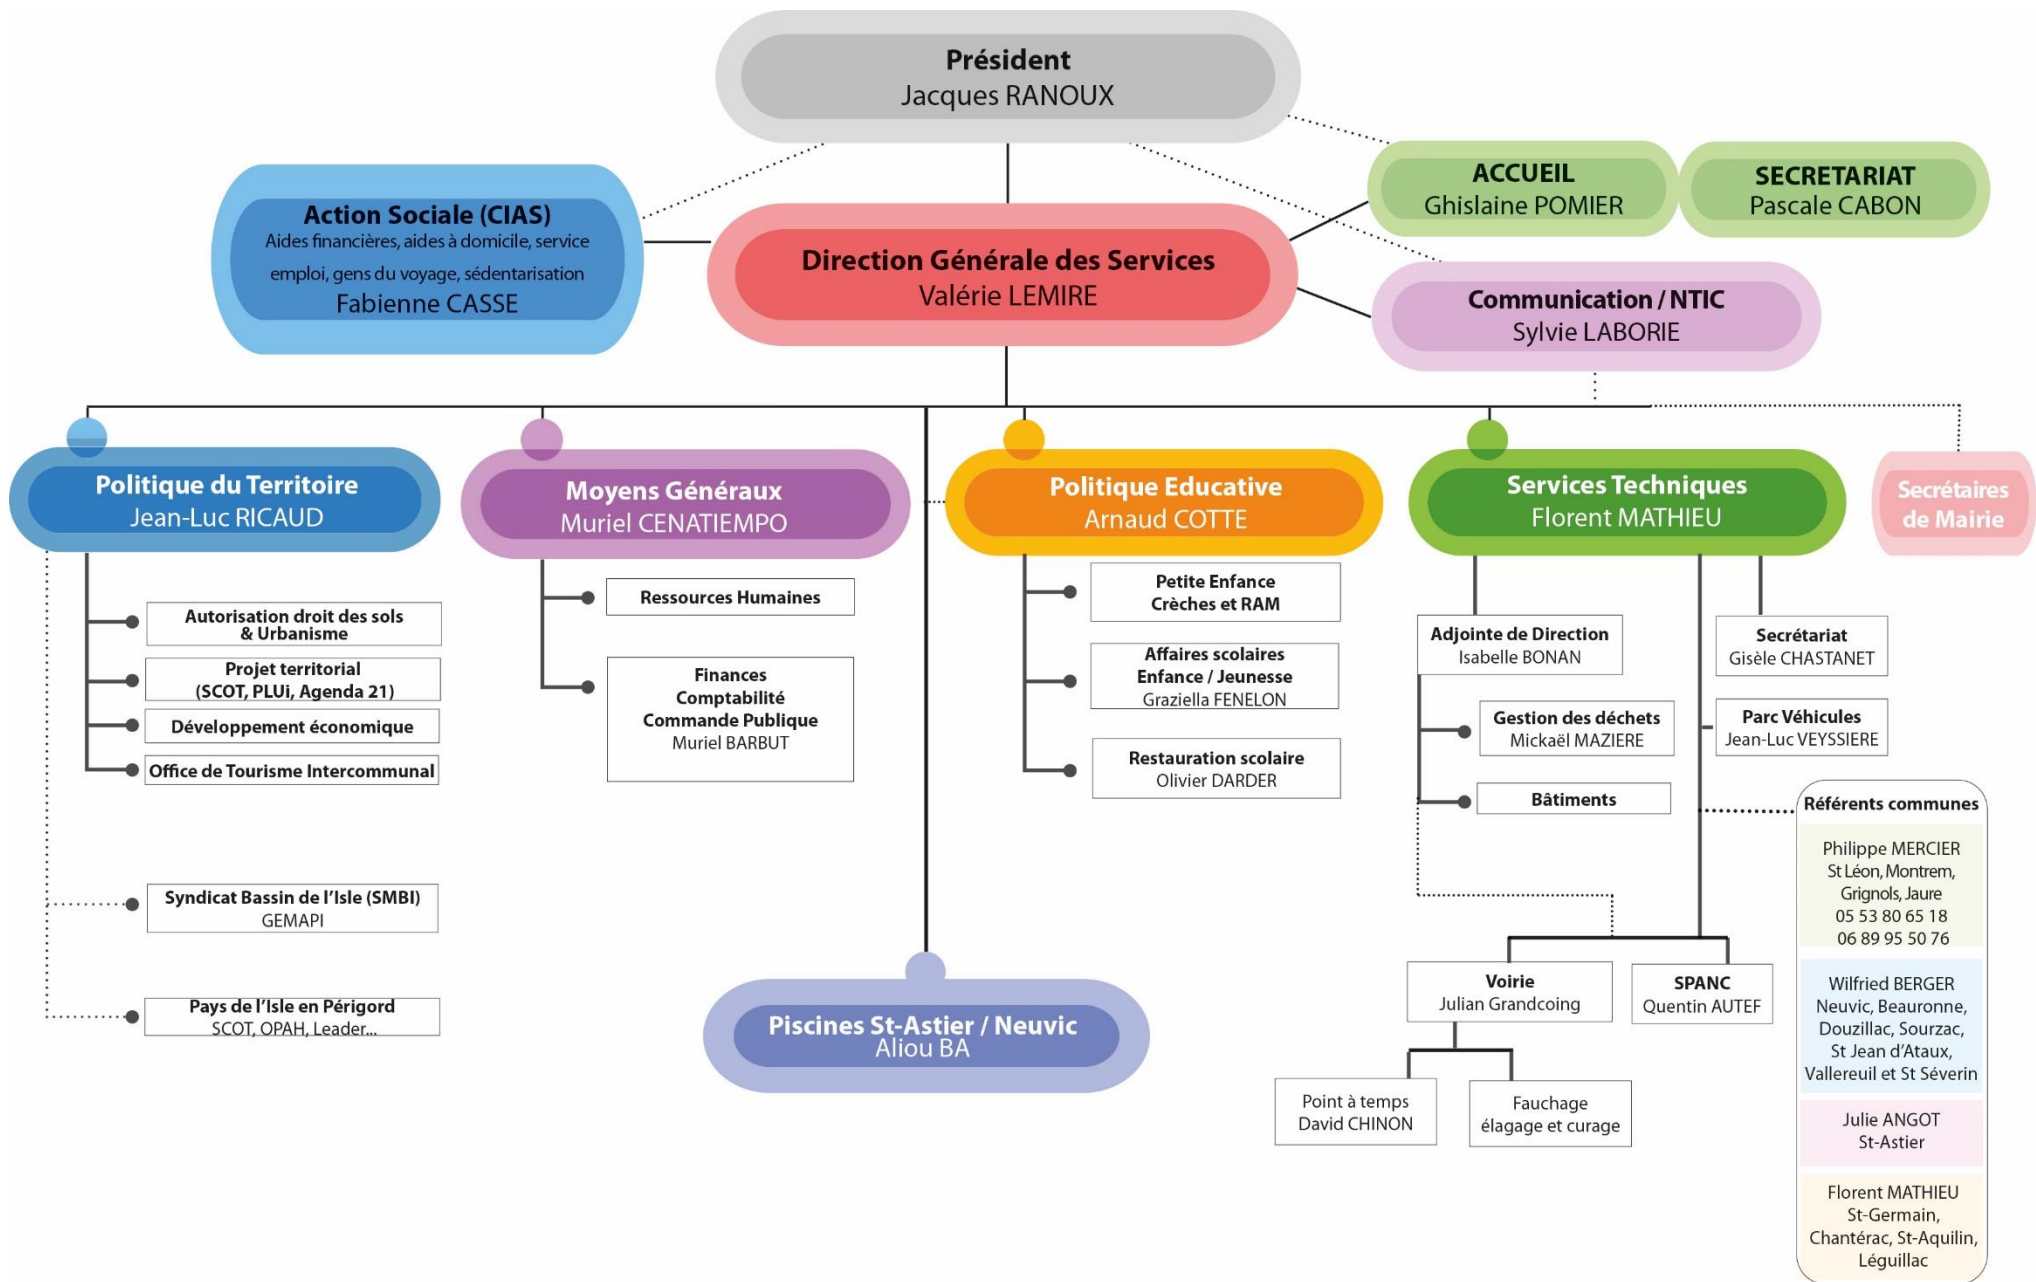 Président
Jacques RANOUX
ACCUEIL
Ghislaine POMIER
SECRETARIAT
Pascale CABON
Action Sociale (CIAS)
Aides financières, aides à domicile, service
emploi, gens du voyage, sédentarisation
Fabienne CASSE
Direction Générale des Services
Valérie LEMIRE
Communication / NTIC
Sylvie LABORIE
Politique du Territoire
Jean-Luc RICAUD
Moyens Généraux
Muriel CENATIEMPO
Politique Educative
Arnaud COTTE
Services Techniques
Florent MATHIEU
Secrétaires
de Mairie
Autorisation droit des sols
& Urbanisme
Projet territorial
(SCOT, PLUi, Agenda 21)
Développement économique
Office de Tourisme Intercommunal
Syndicat Bassin de l'Isle (SMBI)
GEMAPI
Pays de l'Isle en Périgord
SCOT, OPAH, Leader...
Ressources Humaines
Finances
Comptabilité
Commande Publique
Muriel BARBUT
Piscines St-Astier / Neuvic
Aliou BA
Petite Enfance
Crèches et RAM
Affaires scolaires
Enfance / Jeunesse
Graziella FENELON
Restauration scolaire
Olivier DARDER
Adjointe de Direction
Isabelle BONAN
Secrétariat
Gisèle CHASTANET
Gestion des déchets
Mickaël MAZIERE
Parc Véhicules
Jean-Luc VEYSSIERE
Bâtiments
Voirie
Julian Grandcoing
SPANC
Quentin AUTEF
Point à temps
David CHINON
Fauchage
élagage et curage
Référents communes
Philippe MERCIER
St Léon, Montrem,
Grignols, Jaure
05 53 80 65 18
06 89 95 50 76
Wilfried BERGER
Neuvic, Beauronne,
Douzillac, Sourzac,
St Jean d'Ataux,
Vallereuil et St Séverin
Julie ANGOT
St-Astier
Florent MATHIEU
St-Germain,
Chantérac, St-Aquilin,
Léguillac